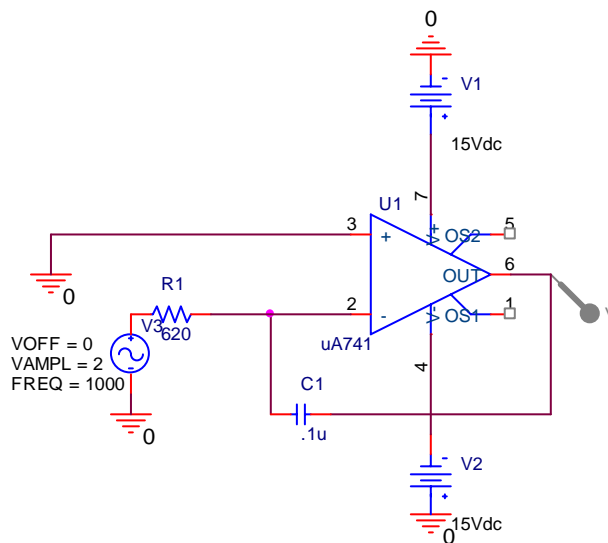 0
V1
-
+
15Vdc
U1
7
V+
3
+
OS2
5
OUT
6
0
R1
2
-
OS1
1
V-
V3
620
uA741
V
VOFF = 0
VAMPL = 2
FREQ = 1000
+
-
4
C1
.1u
0
-
V2
+
15Vdc
0